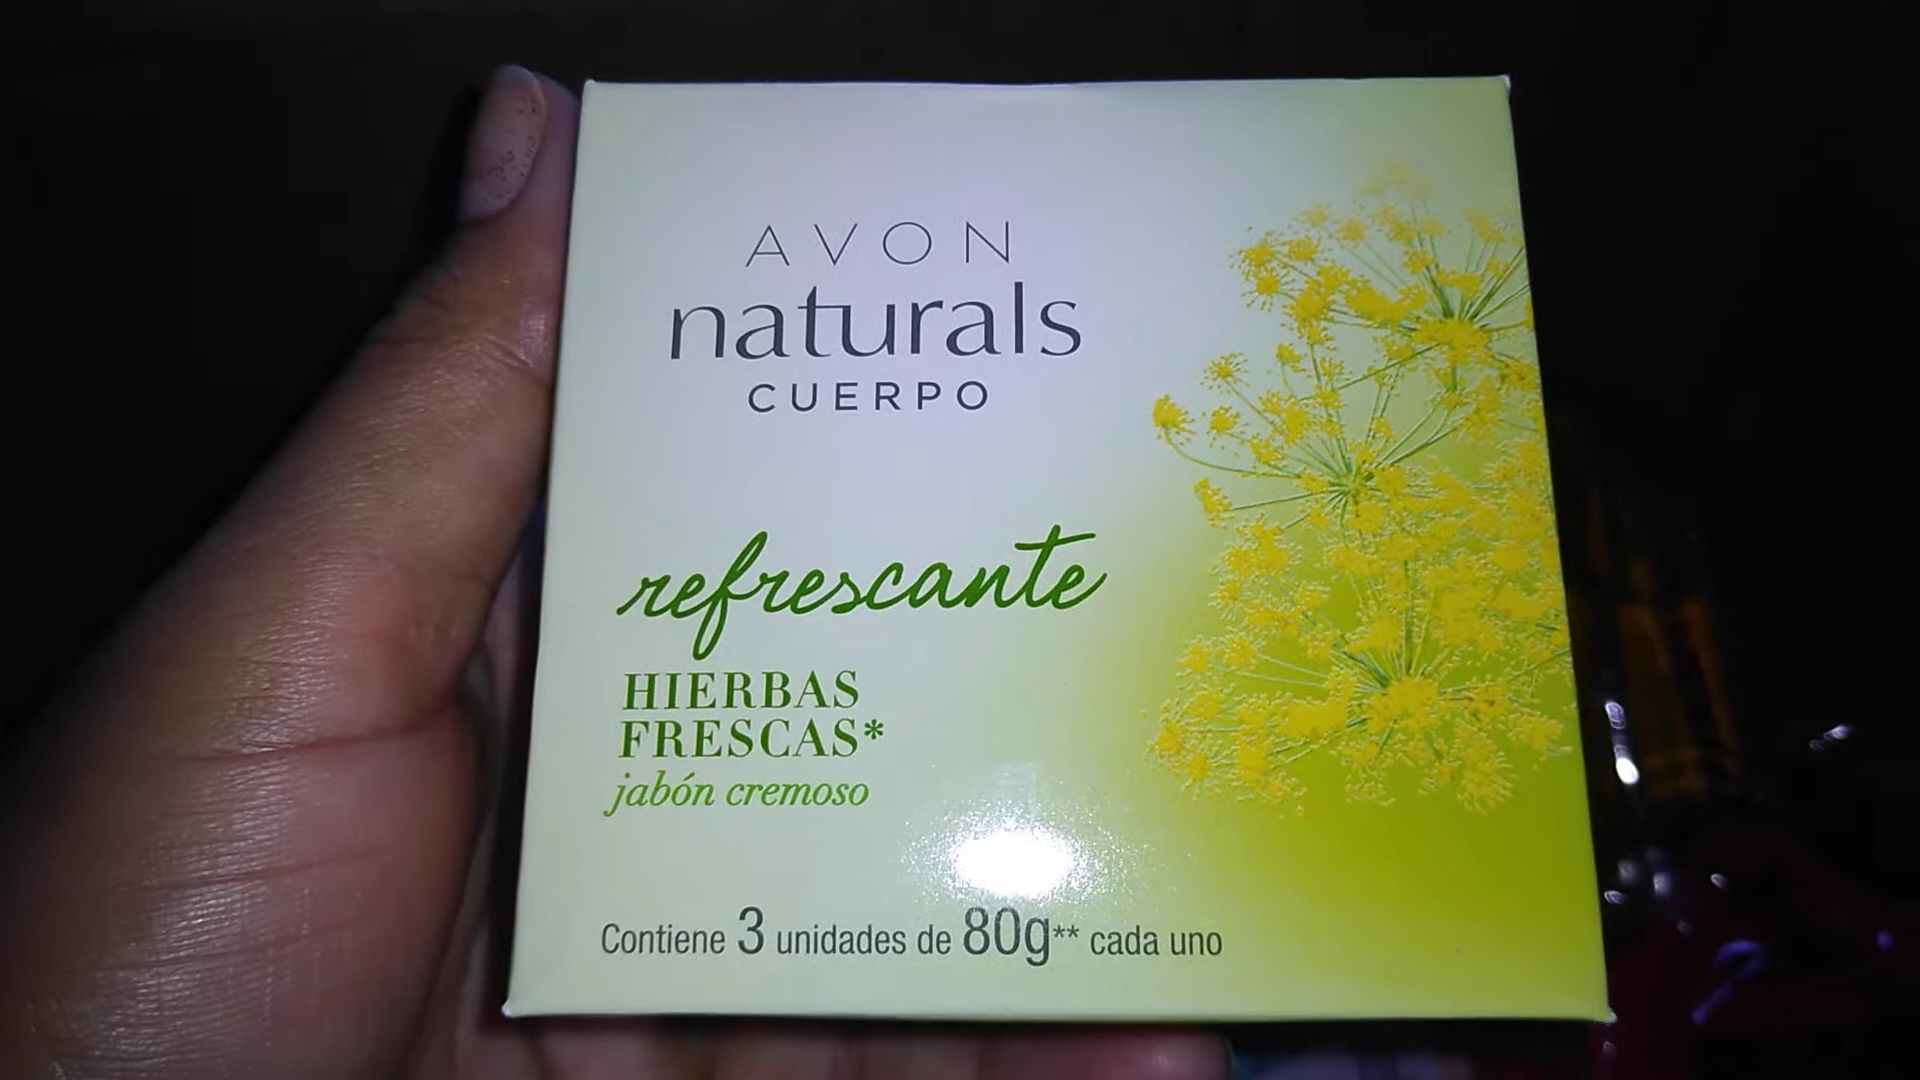 AVON
naturals
CUERPO
refrescante
HIERBAS
FRESCAS*
jabón cremoso
Contiene 3 unidades de 80g** cada uno